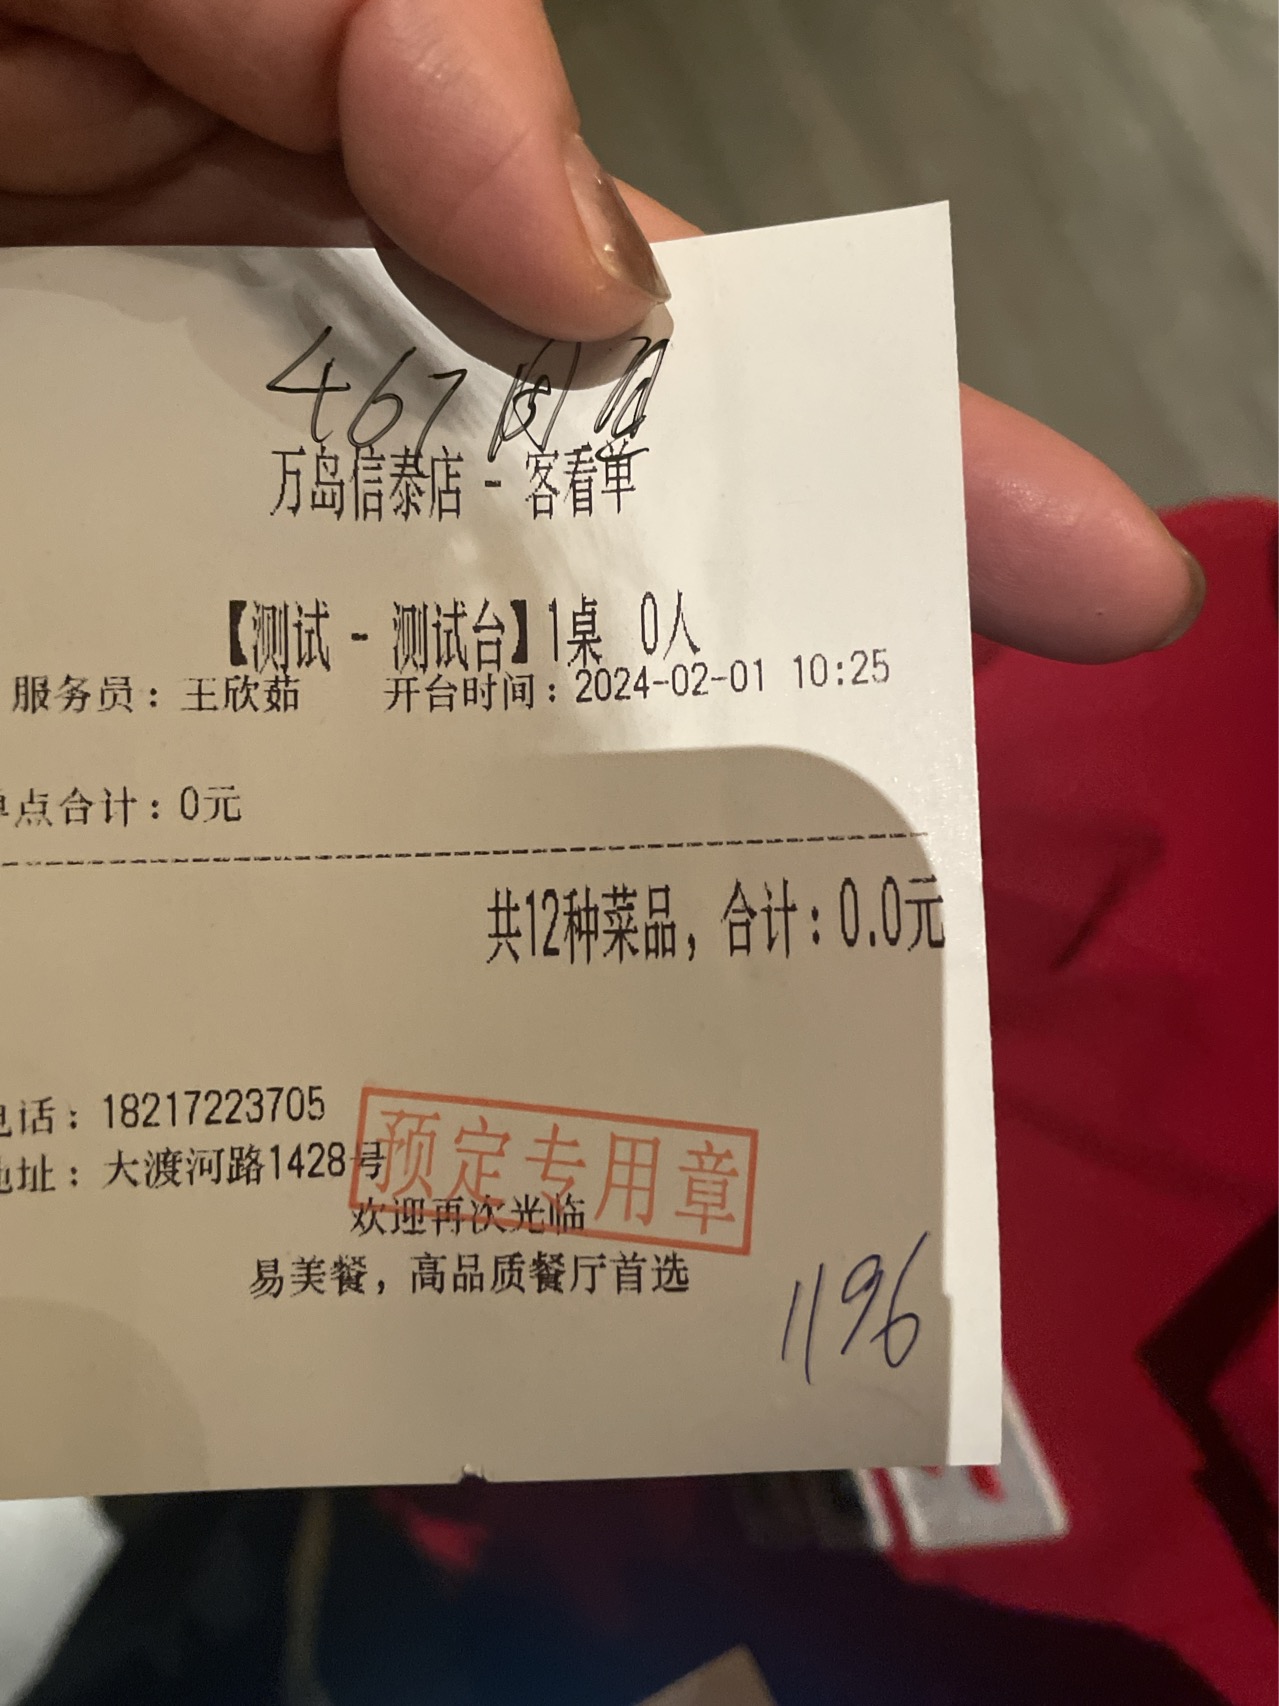 467
万岛信泰店 - 客看单
【测试 - 测试台】1桌 0人
服务员：王欣茹 开台时间：2024-02-01 10:25
点合计：0元
共12种菜品，合计：0.0元
话：18217223705
址：大渡河路1428号
预定专用章
欢迎再次光临
易美餐，高品质餐厅首选
1196